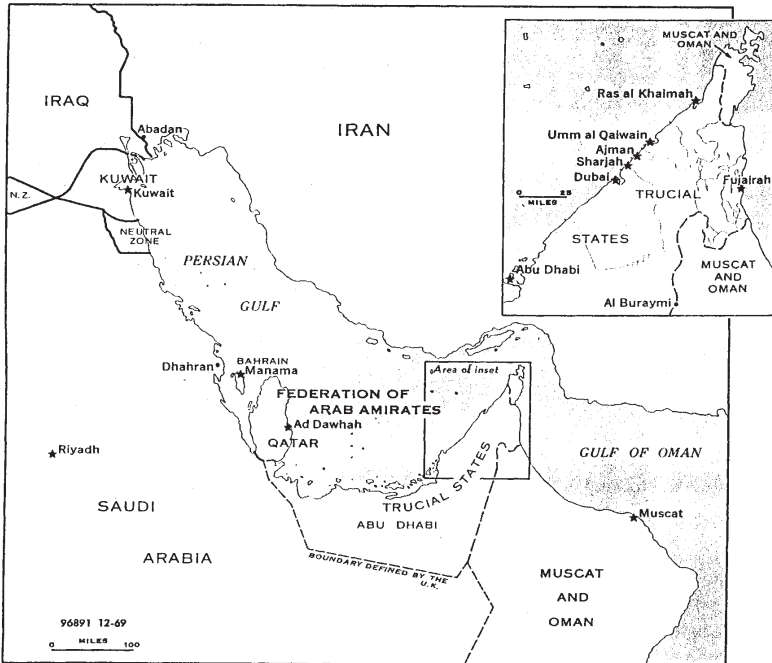 IRAQ
Abadan
IRAN
KUWAIT
Kuwait
N.Z.
NEUTRAL
ZONE
PERSIAN
GULF
Dhahran
BAHRAIN
Manama
FEDERATION OF
ARAB AMIRATES
Ad Dawhah
QATAR
Riyadh
SAUDI
ARABIA
TRUCIAL STATES
ABU DHABI
BOUNDARY DEFINED BY THE
U.K.
Area of inset
GULF OF OMAN
Muscat
MUSCAT
AND
OMAN
96891 12-69
MILES
0 100
MUSCAT AND
OMAN
Ras al Khaimah
Umm al Qaiwain
Ajman
Sharjah
Dubai
Fujairah
TRUCIAL
STATES
0 25
MILES
Abu Dhabi
MUSCAT
AND
OMAN
Al Buraymi